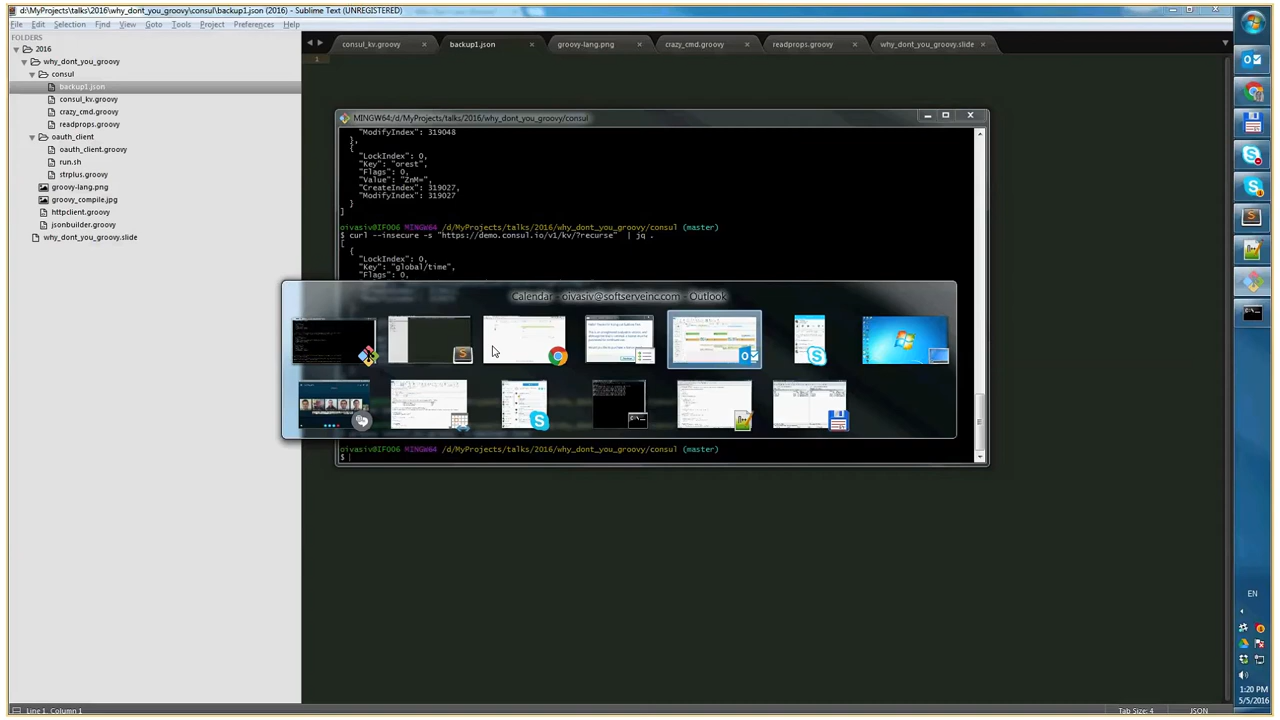 d:\MyProjects\talks\2016\why_dont_you_groovy\consul\backup1.json (2016) - Sublime Text (UNREGISTERED)
File Edit Selection Find View Goto Tools Project Preferences Help
FOLDERS
2016
why_dont_you_groovy
consul
backup1.json
consul_kv.groovy
crazy_cmd.groovy
readprops.groovy
oauth_client
oauth_client.groovy
run.sh
strplus.groovy
groovy-lang.png
groovy_compile.jpg
httpclient.groovy
jsonbuilder.groovy
why_dont_you_groovy.slide
consul_kv.groovy backup1.json groovy-lang.png crazy_cmd.groovy readprops.groovy why_dont_you_groovy.slide
1
MINGW64:/d/MyProjects/talks/2016/why_dont_you_groovy/consul
"ModifyIndex": 319048
},
{
"LockIndex": 0,
"Key": "orest",
"Flags": 0,
"Value": "ZnM=",
"CreateIndex": 319027,
"ModifyIndex": 319027
}
]
oivasiv@IF006 MINGW64 /d/MyProjects/talks/2016/why_dont_you_groovy/consul (master)
$ curl --insecure -s "https://demo.consul.io/v1/kv/?recurse" | jq .
[
{
"LockIndex": 0,
"Key": "global/time",
"Flags": 0,
Calendar - oivasiv@softserveinc.com - Outlook
oivasiv@IF006 MINGW64 /d/MyProjects/talks/2016/why_dont_you_groovy/consul (master)
$
EN
1:20 PM
5/5/2016
Line 1, Column 1
Tab Size: 4
JSON